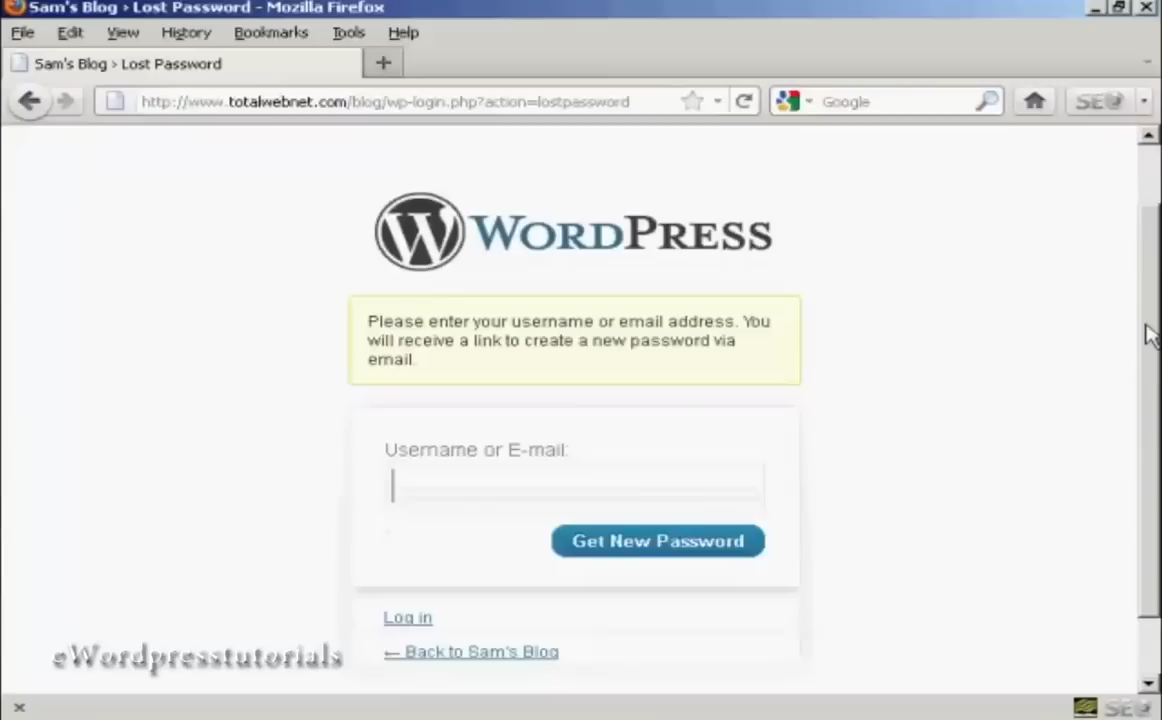 Sam's Blog › Lost Password - Mozilla Firefox
File Edit View History Bookmarks Tools Help
Sam's Blog › Lost Password
http://www.totalwebnet.com/blog/wp-login.php?action=lostpassword
Google
WORDPRESS
Please enter your username or email address. You
will receive a link to create a new password via
email.
Username or E-mail:
Get New Password
Log in
← Back to Sam's Blog
eWordpresstutorials